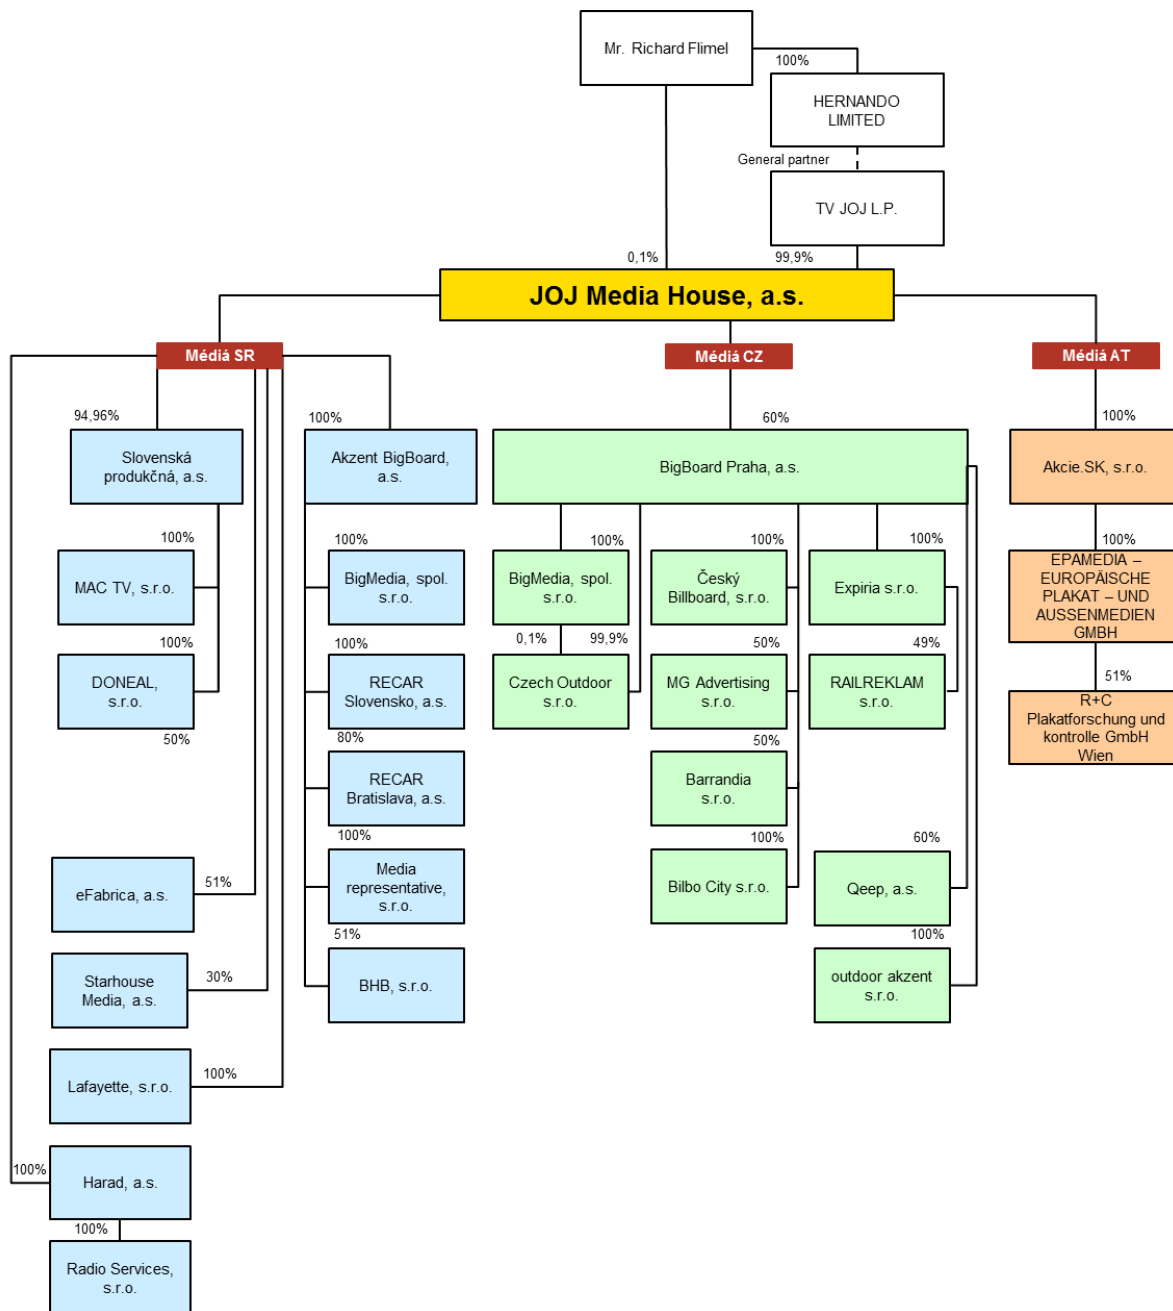 Mr. Richard Flimel
100%
HERNANDO
LIMITED
General partner
TV JOJ L.P.
0,1%
99,9%
JOJ Media House, a.s.
Médiá SR
Médiá CZ
Médiá AT
94,96%
100%
60%
100%
Slovenská
produkčná, a.s.
Akzent BigBoard,
a.s.
BigBoard Praha, a.s.
Akcie.SK, s.r.o.
100%
100%
100%
100%
100%
100%
MAC TV, s.r.o.
BigMedia, spol.
s.r.o.
BigMedia, spol.
s.r.o.
Český
Billboard, s.r.o.
Expiria s.r.o.
EPAMEDIA –
EUROPÄISCHE
PLAKAT – UND
AUSSENMEDIEN
GMBH
100%
100%
0,1%
99,9%
50%
49%
51%
DONEAL,
s.r.o.
RECAR
Slovensko, a.s.
Czech Outdoor
s.r.o.
MG Advertising
s.r.o.
RAILREKLAM
s.r.o.
R+C
Plakatforschung und
kontrolle GmbH
Wien
50%
80%
50%
RECAR
Bratislava, a.s.
Barrandia
s.r.o.
100%
100%
60%
eFabrica, a.s.
51%
Media
representative,
s.r.o.
Bilbo City s.r.o.
Qeep, a.s.
51%
100%
Starhouse
Media, a.s.
30%
BHB, s.r.o.
outdoor akzent
s.r.o.
Lafayette, s.r.o.
100%
100%
Harad, a.s.
100%
Radio Services,
s.r.o.